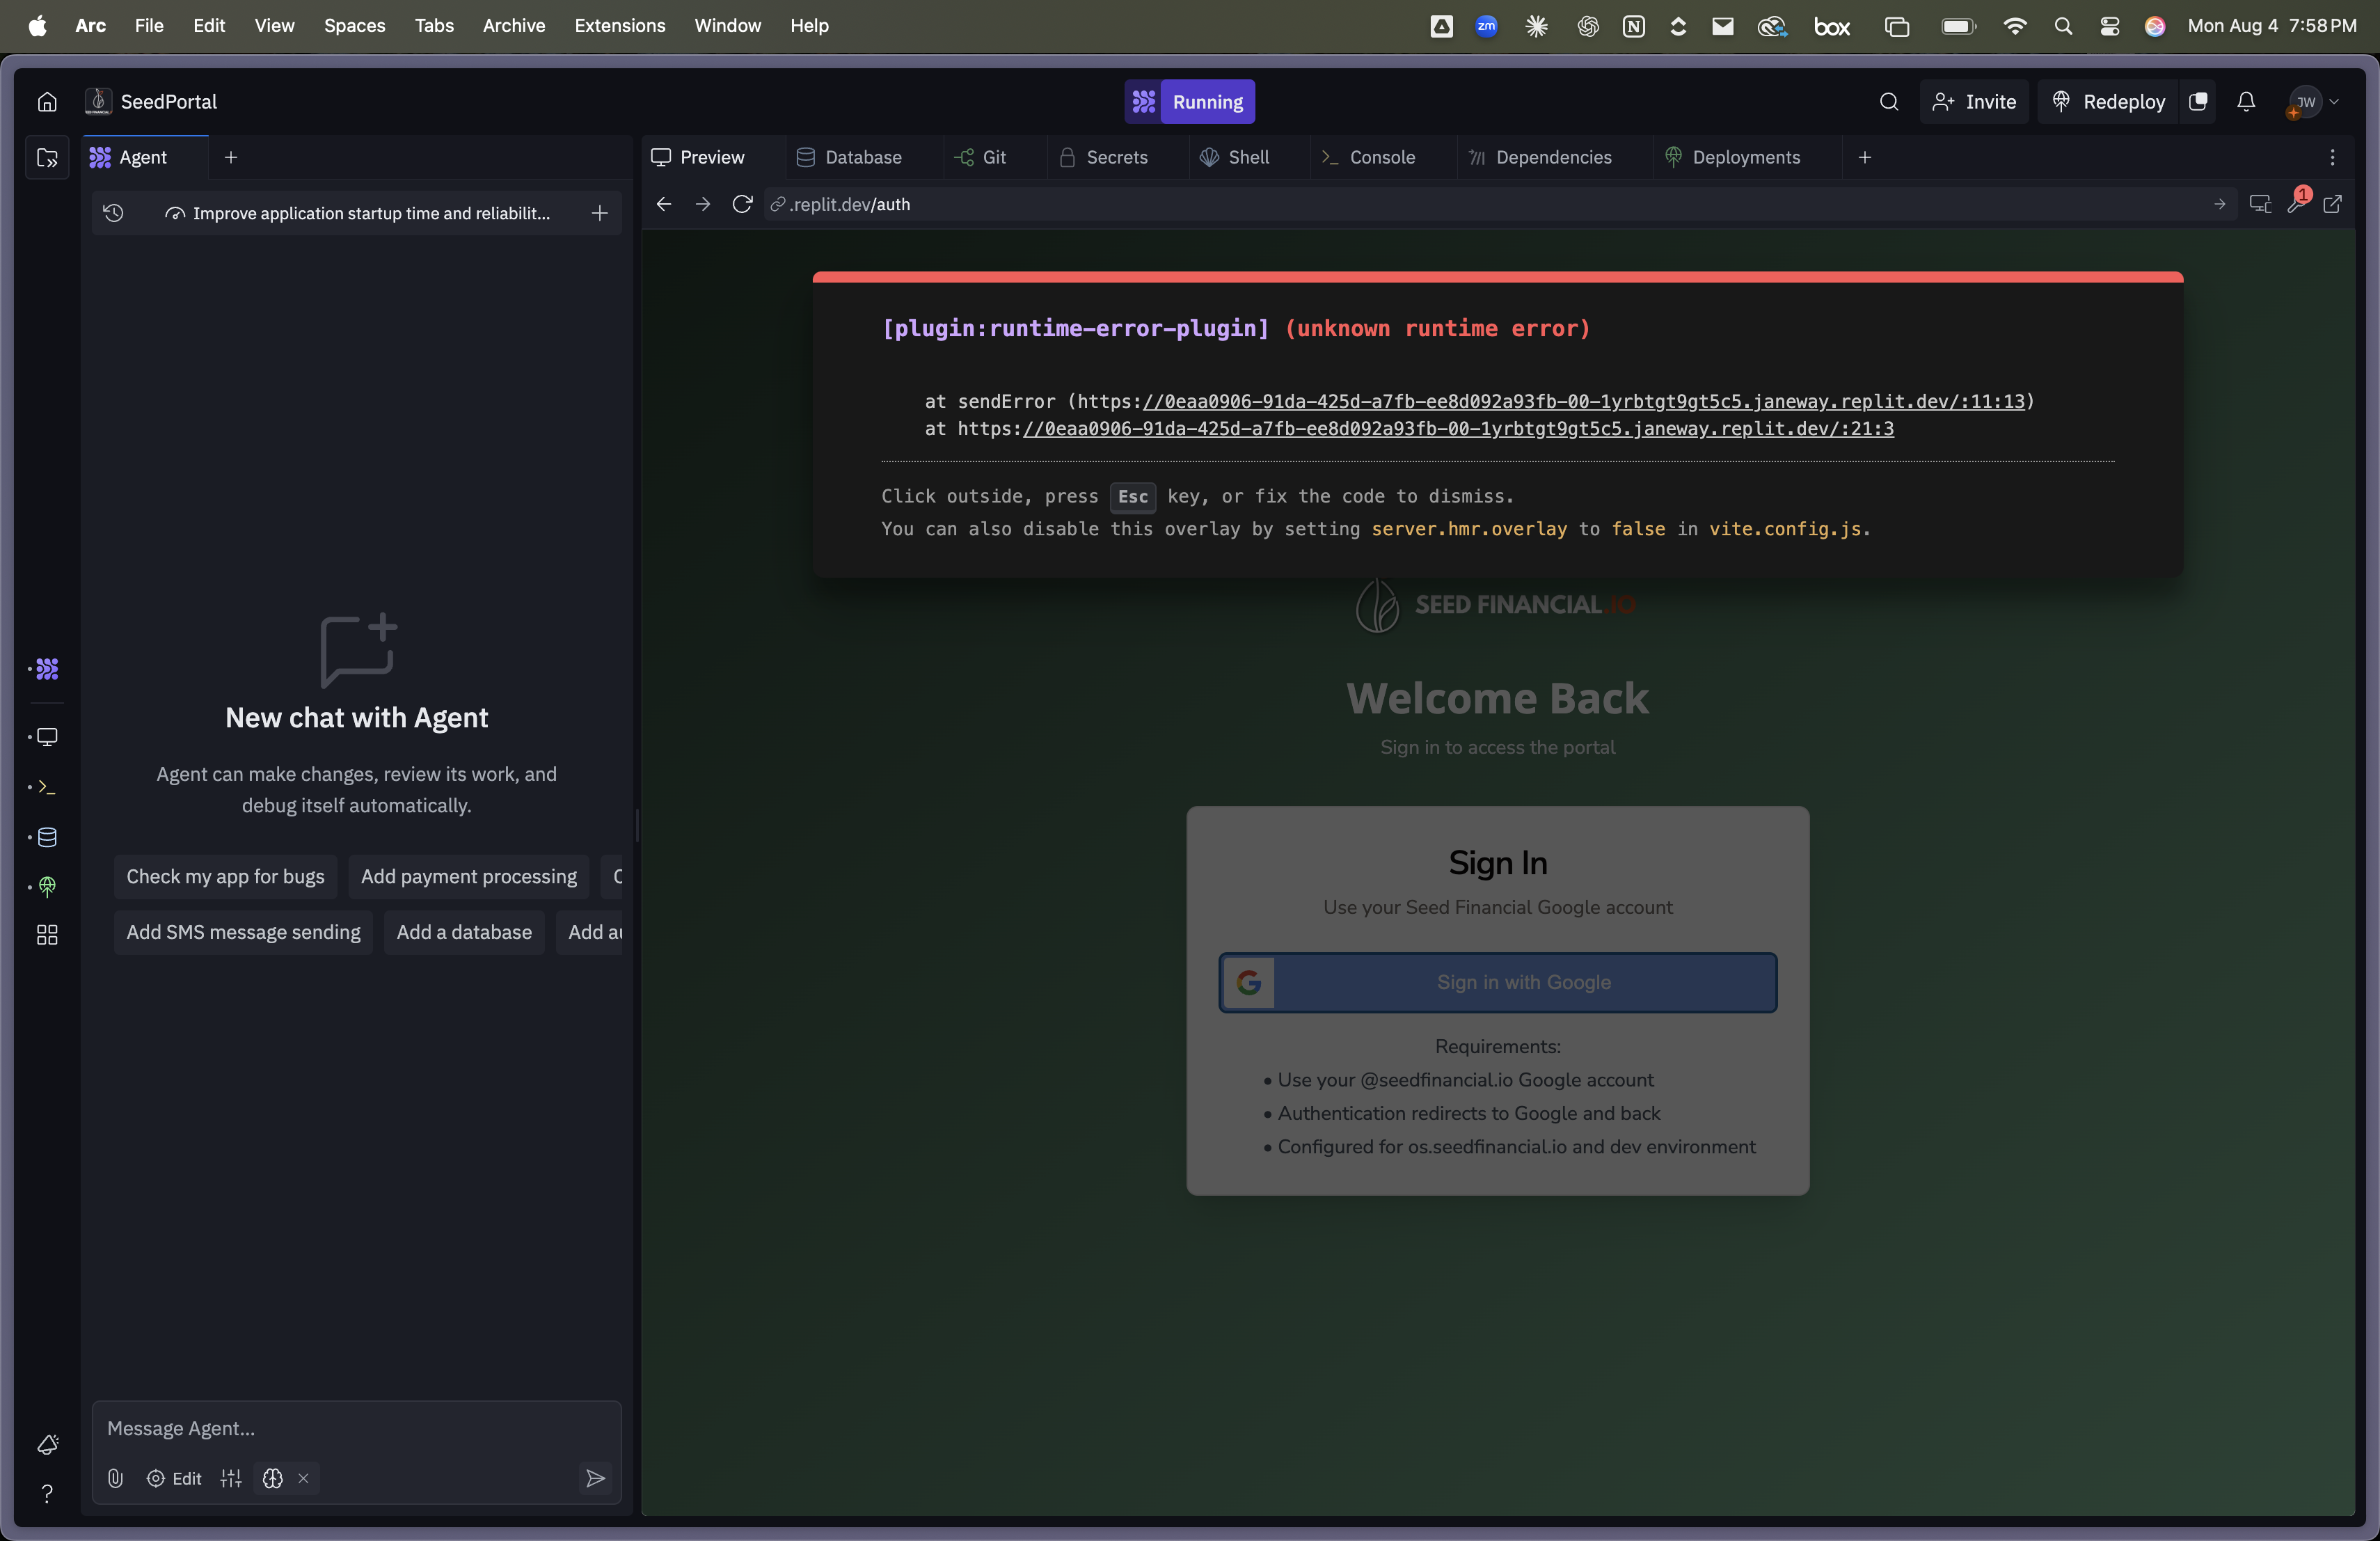 Arc File Edit View Spaces Tabs Archive Extensions Window Help zm box Mon Aug 4 7:58 PM
SeedPortal Running Invite Redeploy JW
Agent
Preview Database Git Secrets Shell Console Dependencies Deployments
Improve application startup time and reliabilit...
.replit.dev/auth 1
[plugin:runtime-error-plugin] (unknown runtime error)
at sendError (https://0eaa0906-91da-425d-a7fb-ee8d092a93fb-00-1yrbtgt9gt5c5.janeway.replit.dev/:11:13)
at https://0eaa0906-91da-425d-a7fb-ee8d092a93fb-00-1yrbtgt9gt5c5.janeway.replit.dev/:21:3
Click outside, press Esc key, or fix the code to dismiss.
You can also disable this overlay by setting server.hmr.overlay to false in vite.config.js.
SEED FINANCIAL.IO
Welcome Back
Sign in to access the portal
Sign In
Use your Seed Financial Google account
Sign in with Google
Requirements:
• Use your @seedfinancial.io Google account
• Authentication redirects to Google and back
• Configured for os.seedfinancial.io and dev environment
New chat with Agent
Agent can make changes, review its work, and
debug itself automatically.
Check my app for bugs Add payment processing
Add SMS message sending Add a database Add
Message Agent...
Edit